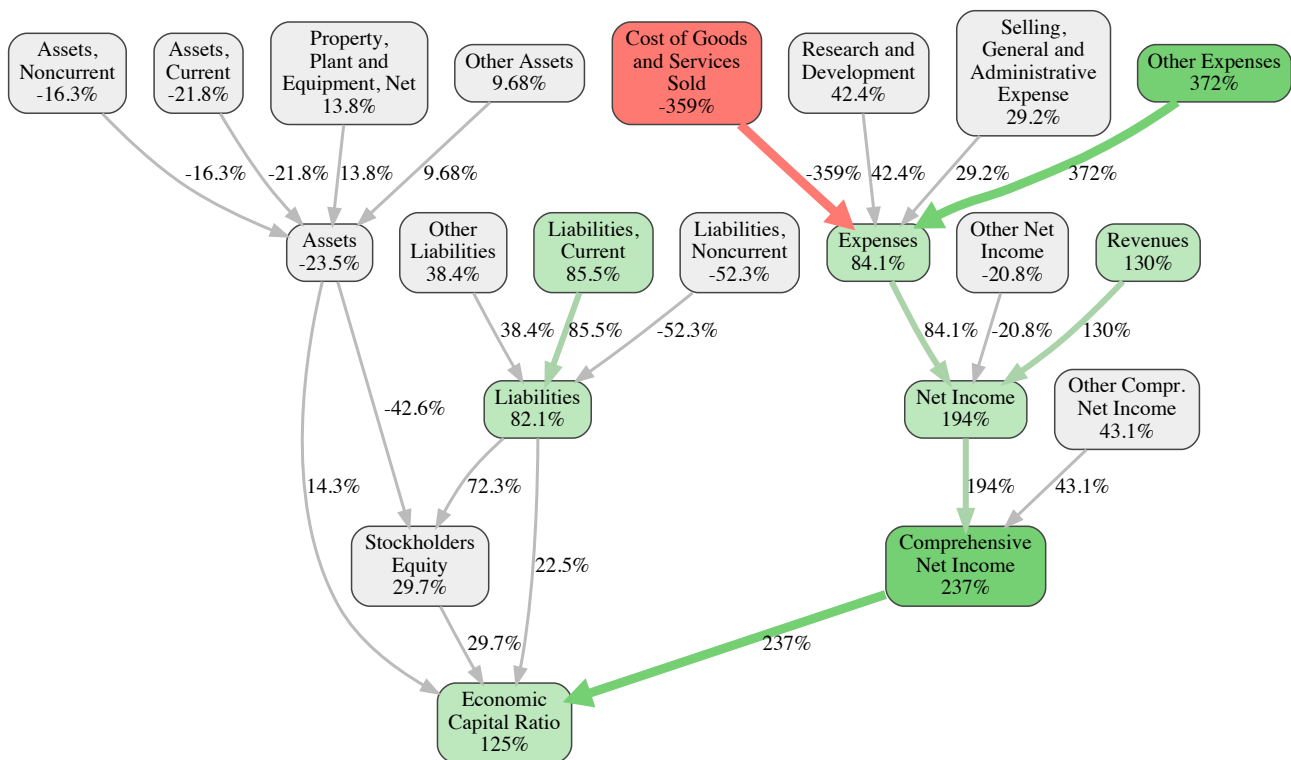 Assets,
Noncurrent
-16.3%
Assets,
Current
-21.8%
Property,
Plant and
Equipment, Net
13.8%
Other Assets
9.68%
Cost of Goods
and Services
Sold
-359%
Research and
Development
42.4%
Selling,
General and
Administrative
Expense
29.2%
Other Expenses
372%
-16.3%
-21.8%
13.8%
9.68%
-359%
42.4%
29.2%
372%
Assets
-23.5%
Other
Liabilities
38.4%
Liabilities,
Current
85.5%
Liabilities,
Noncurrent
-52.3%
Expenses
84.1%
Other Net
Income
-20.8%
Revenues
130%
38.4%
85.5%
-52.3%
84.1%
-20.8%
130%
-42.6%
Liabilities
82.1%
Net Income
194%
Other Compr.
Net Income
43.1%
14.3%
72.3%
194%
43.1%
Stockholders
Equity
29.7%
22.5%
Comprehensive
Net Income
237%
29.7%
237%
Economic
Capital Ratio
125%